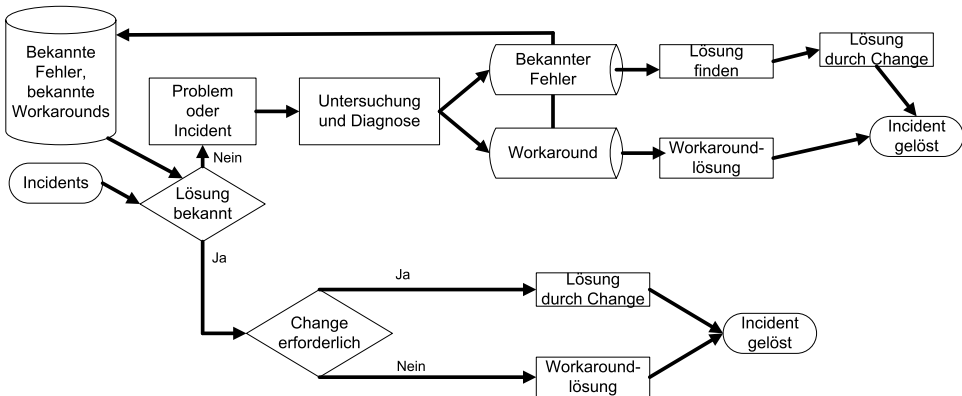 Bekannte
Fehler,
bekannte
Workarounds
Incidents
Lösung
bekannt
Nein
Problem
oder
Incident
Untersuchung
und Diagnose
Bekannter
Fehler
Lösung
finden
Lösung
durch Change
Workaround
Workaround-
lösung
Incident
gelöst
Ja
Change
erforderlich
Ja
Lösung
durch Change
Nein
Workaround-
lösung
Incident
gelöst